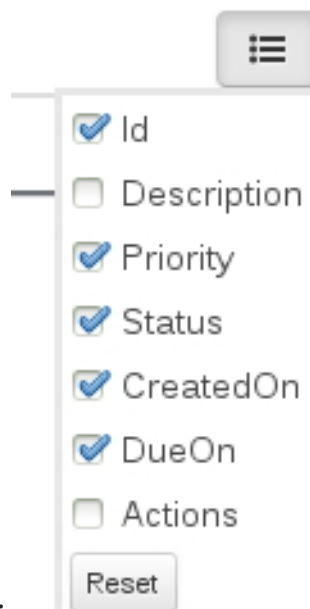 Id
Description
Priority
Status
CreatedOn
DueOn
Actions
Reset